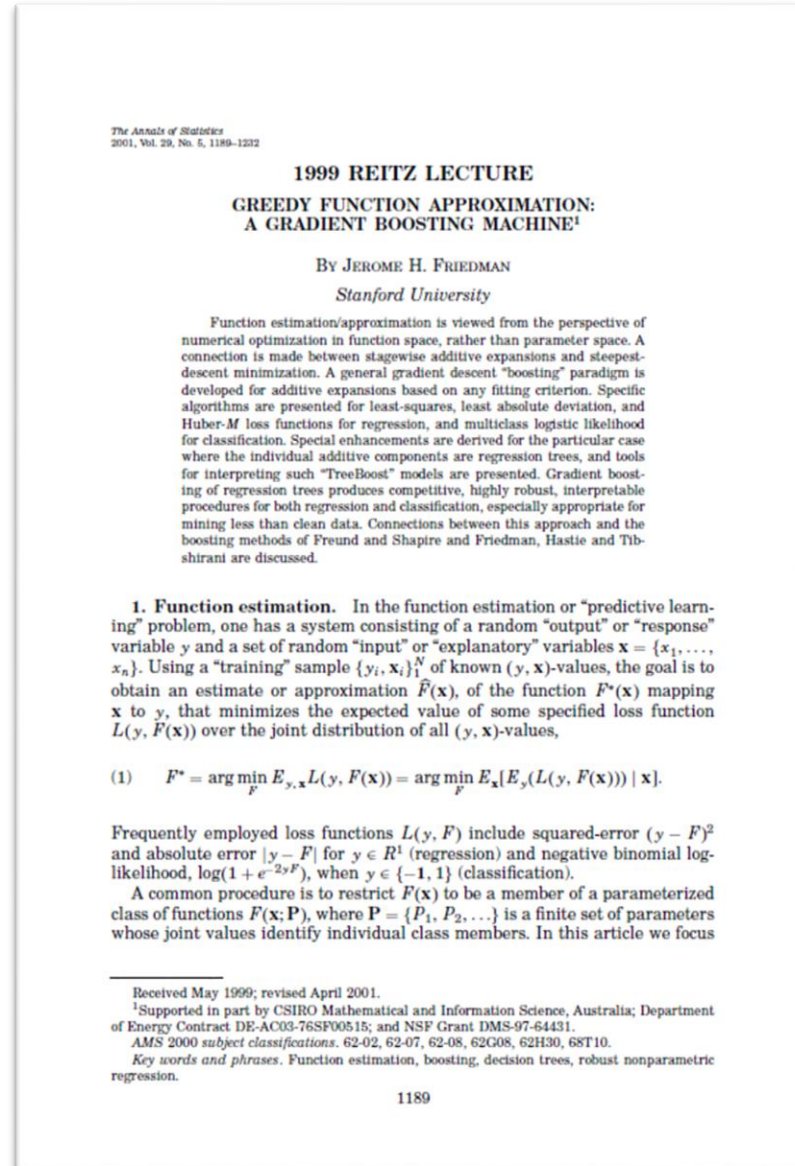 The Annals of Statistics
2001, Vol. 29, No. 5, 1189–1232
1999 REITZ LECTURE
GREEDY FUNCTION APPROXIMATION:
A GRADIENT BOOSTING MACHINE¹
BY JEROME H. FRIEDMAN
Stanford University
Function estimation/approximation is viewed from the perspective of
numerical optimization in function space, rather than parameter space. A
connection is made between stagewise additive expansions and steepest-
descent minimization. A general gradient descent “boosting” paradigm is
developed for additive expansions based on any fitting criterion. Specific
algorithms are presented for least-squares, least absolute deviation, and
Huber-M loss functions for regression, and multiclass logistic likelihood
for classification. Special enhancements are derived for the particular case
where the individual additive components are regression trees, and tools
for interpreting such “TreeBoost” models are presented. Gradient boost-
ing of regression trees produces competitive, highly robust, interpretable
procedures for both regression and classification, especially appropriate for
mining less than clean data. Connections between this approach and the
boosting methods of Freund and Shapire and Friedman, Hastie and Tib-
shirani are discussed.
1. Function estimation. In the function estimation or “predictive learn-
ing” problem, one has a system consisting of a random “output” or “response”
variable y and a set of random “input” or “explanatory” variables x = {x₁, …,
xₙ}. Using a “training” sample {yᵢ, xᵢ}₁ᴺ of known (y, x)-values, the goal is to
obtain an estimate or approximation F̂(x), of the function F*(x) mapping
x to y, that minimizes the expected value of some specified loss function
L(y, F(x)) over the joint distribution of all (y, x)-values,
(1) F* = arg min_F E_{y,x}L(y, F(x)) = arg min_F E_x[E_y(L(y, F(x))) | x].
Frequently employed loss functions L(y, F) include squared-error (y − F)²
and absolute error |y − F| for y ∈ R¹ (regression) and negative binomial log-
likelihood, log(1 + e^{−2yF}), when y ∈ {−1, 1} (classification).
A common procedure is to restrict F(x) to be a member of a parameterized
class of functions F(x; P), where P = {P₁, P₂, …} is a finite set of parameters
whose joint values identify individual class members. In this article we focus
Received May 1999; revised April 2001.
¹Supported in part by CSIRO Mathematical and Information Science, Australia; Department
of Energy Contract DE-AC03-76SF00515; and NSF Grant DMS-97-64431.
AMS 2000 subject classifications. 62-02, 62-07, 62-08, 62G08, 62H30, 68T10.
Key words and phrases. Function estimation, boosting, decision trees, robust nonparametric
regression.
1189